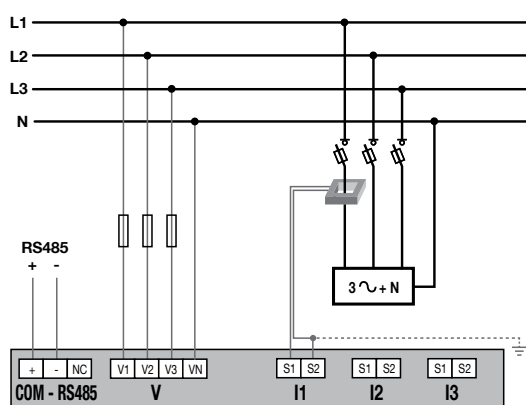 L1
L2
L3
N
RS485
+ -
3 ∿ + N
+ - NC
V1 V2 V3 VN
S1 S2
S1 S2
S1 S2
COM - RS485
V
I1
I2
I3